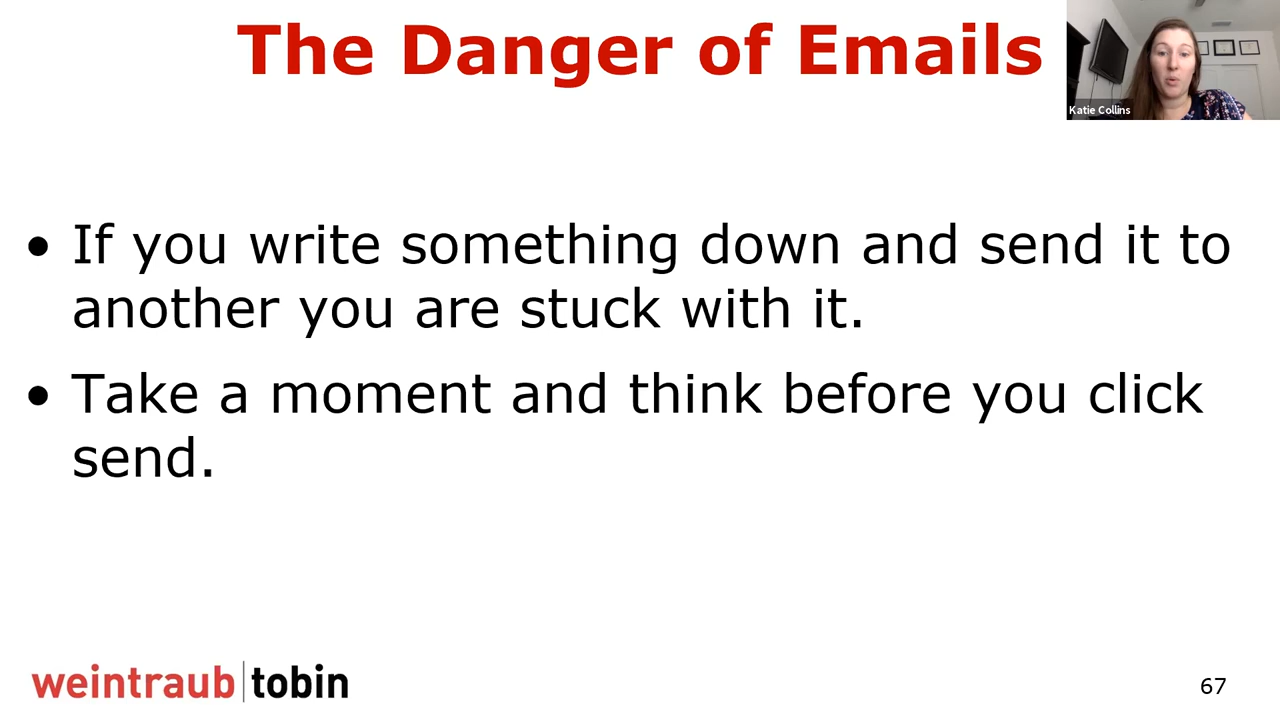 The Danger of Emails
Katie Collins
• If you write something down and send it to
another you are stuck with it.
• Take a moment and think before you click
send.
weintraub|tobin
67